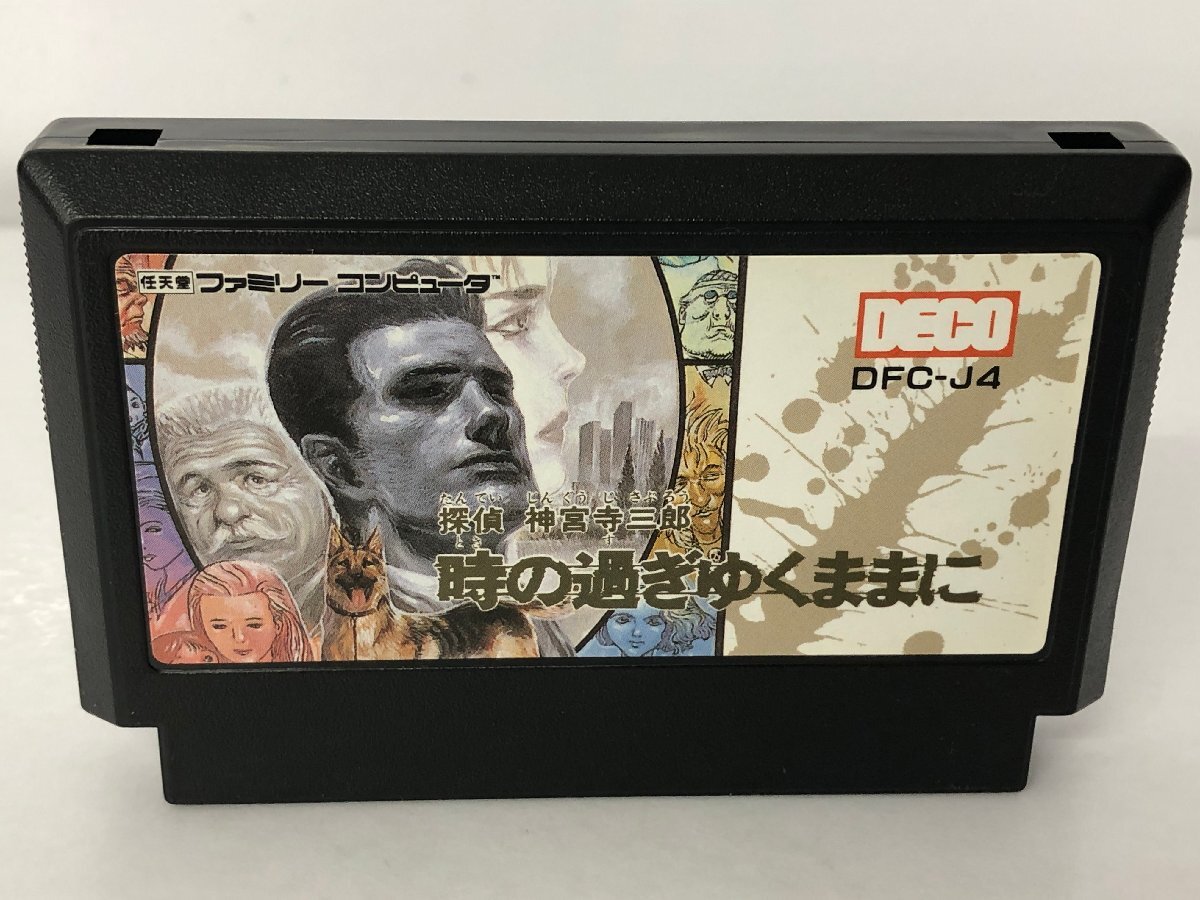 任天堂 ファミリーコンピュータ™
DECO
DFC-J4
たんてい じんぐうじ さぶろう
探偵 神宮寺三郎
とき す
時の過ぎゆくままに